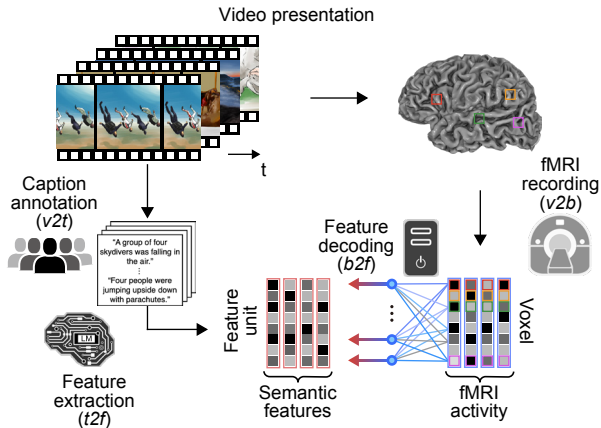 Video presentation
t
Caption
annotation
(v2t)
"A group of four
skydivers was falling in
the air."
"Four people were
jumping upside down
with parachutes."
LM
Feature
extraction
(t2f)
fMRI
recording
(v2b)
Feature
decoding
(b2f)
Feature
unit
Voxel
Semantic
features
fMRI
activity